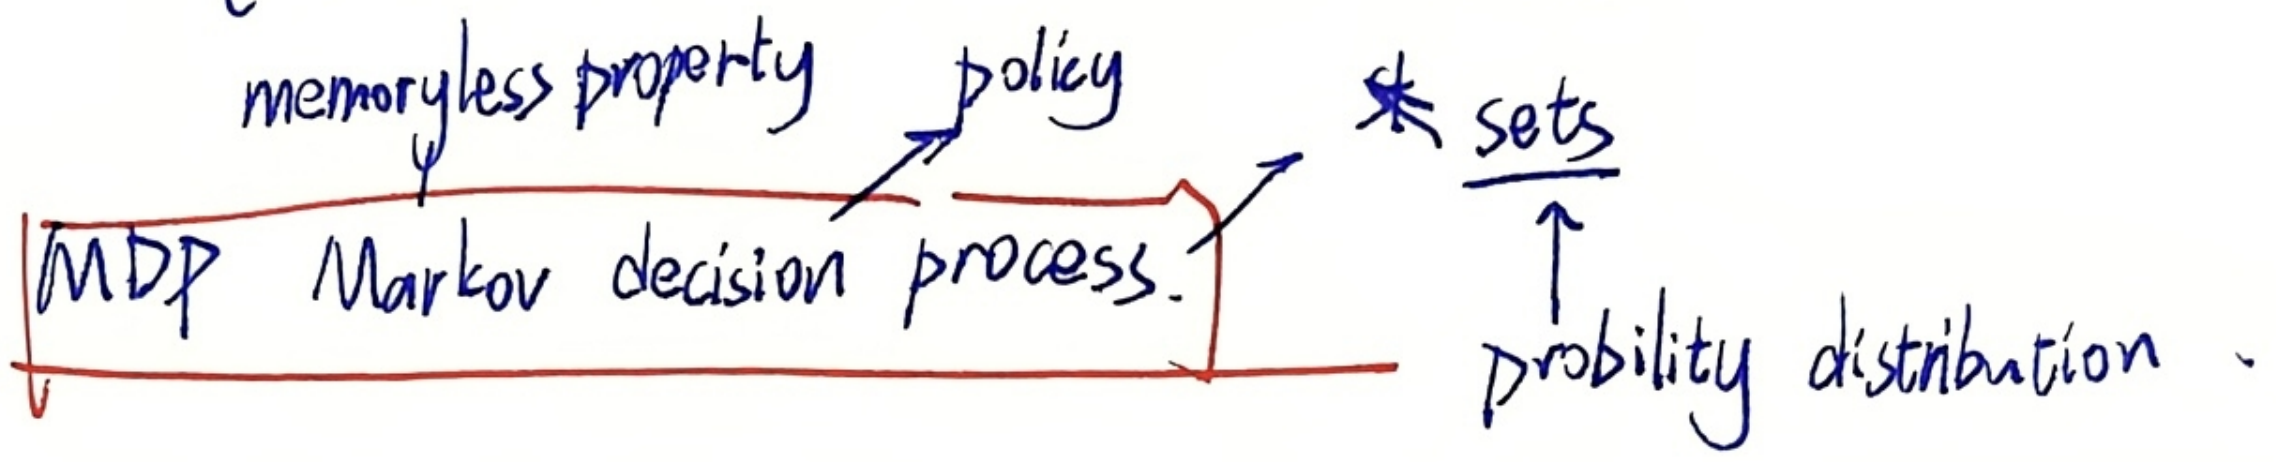 memoryless property policy
sets
MDP Markov decision process.
probility distribution.